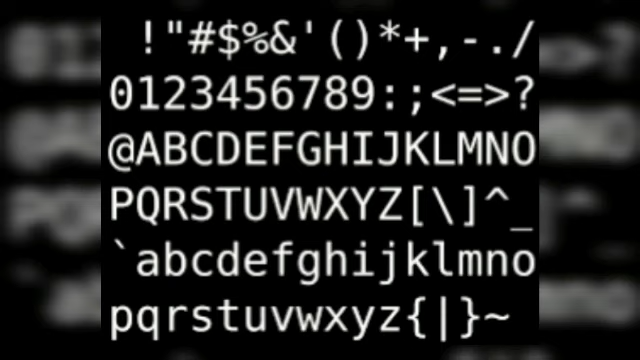 !"#$%&'()*+,-./
0123456789:;<=>?
@ABCDEFGHIJKLMNO
PQRSTUVWXYZ[\]^_
`abcdefghijklmno
pqrstuvwxyz{|}~